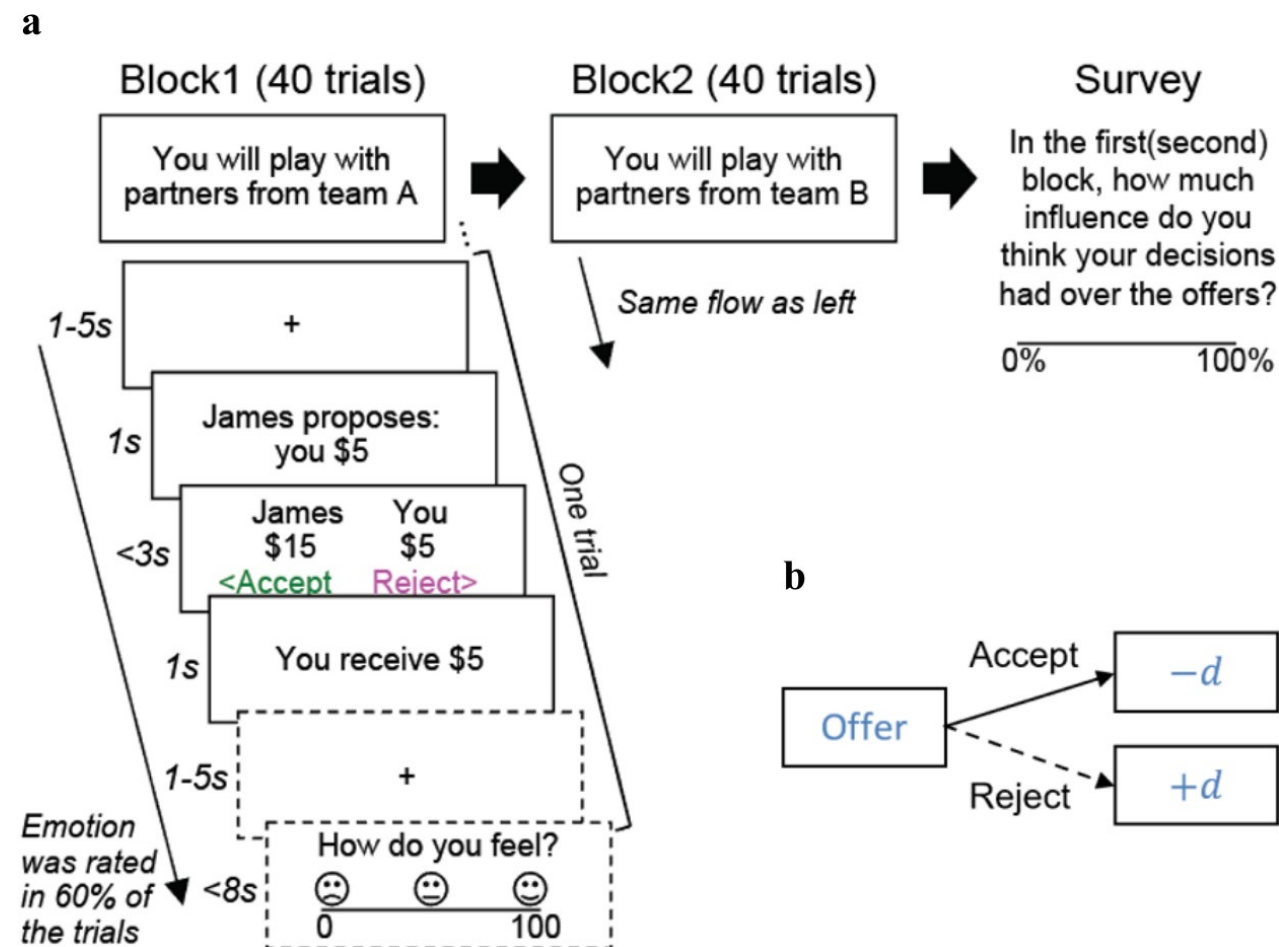 a
Block1 (40 trials)
You will play with
partners from team A
Block2 (40 trials)
You will play with
partners from team B
Survey
In the first(second)
block, how much
influence do you
think your decisions
had over the offers?
0% 100%
Same flow as left
1-5s
+
1s
James proposes:
you $5
<3s
James You
$15 $5
<Accept Reject>
1s
You receive $5
1-5s
+
One trial
Emotion
was rated
in 60% of
the trials
<8s
How do you feel?
0 100
b
Offer
Accept
−d
Reject
+d